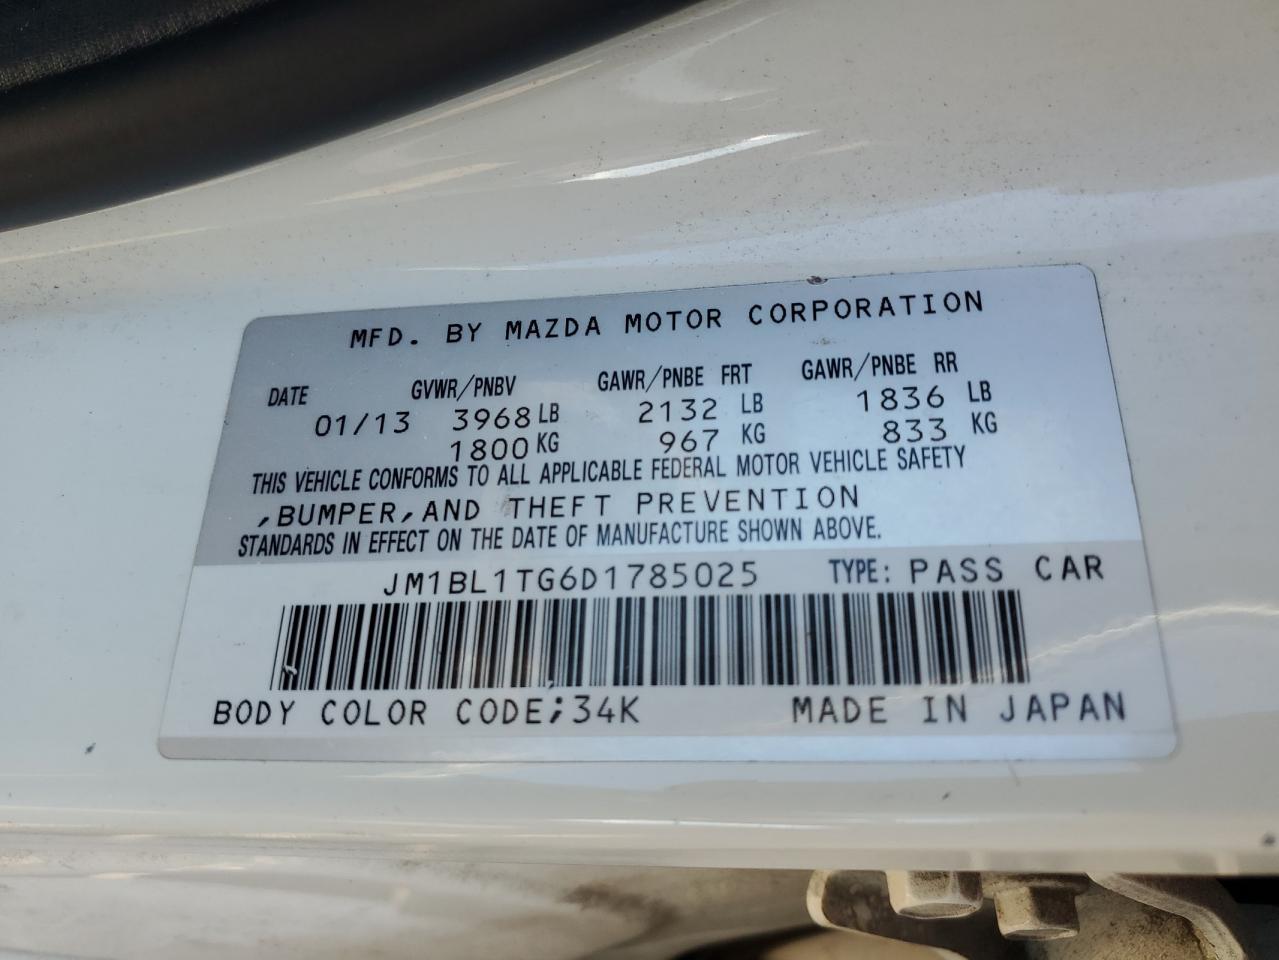 MFD. BY MAZDA MOTOR CORPORATION
DATE GVWR/PNBV GAWR/PNBE FRT GAWR/PNBE RR
01/13 3968 LB 2132 LB 1836 LB
1800 KG 967 KG 833 KG
THIS VEHICLE CONFORMS TO ALL APPLICABLE FEDERAL MOTOR VEHICLE SAFETY
,BUMPER,AND THEFT PREVENTION
STANDARDS IN EFFECT ON THE DATE OF MANUFACTURE SHOWN ABOVE.
JM1BL1TG6D1785025 TYPE: PASS CAR
BODY COLOR CODE;34K MADE IN JAPAN